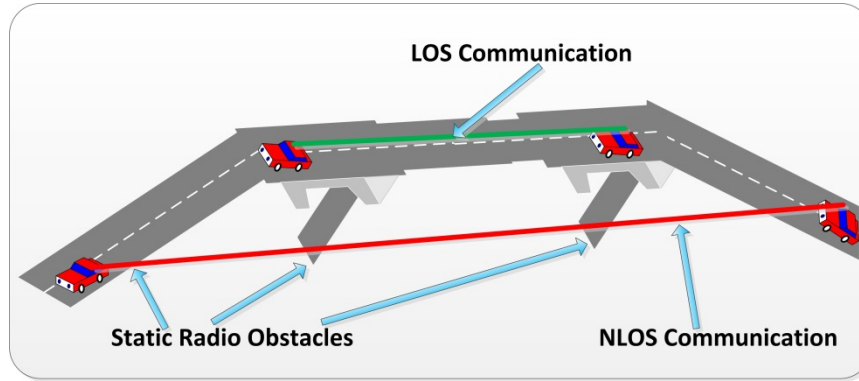 LOS Communication
Static Radio Obstacles
NLOS Communication